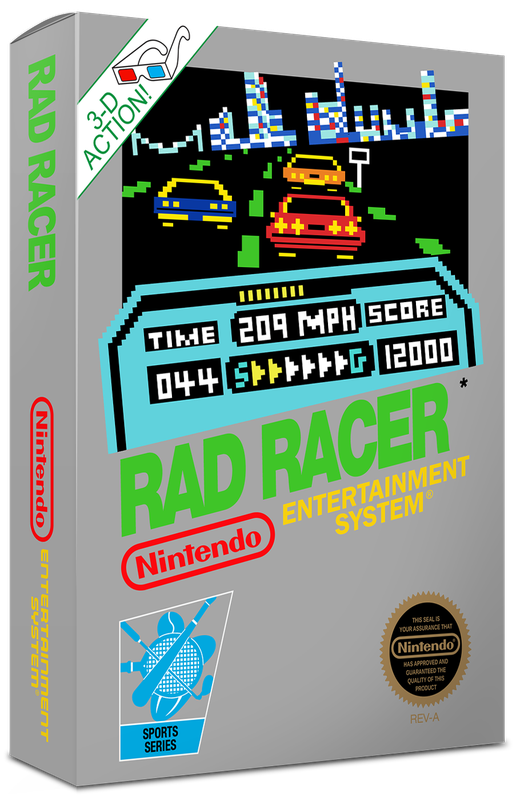 RAD RACER
Nintendo
ENTERTAINMENT
SYSTEM
3-D
ACTION!
TIME
209 MPH
SCORE
044
S
G
12000
RAD RACER*
Nintendo
ENTERTAINMENT
SYSTEM®
SPORTS
SERIES
THIS SEAL IS
YOUR ASSURANCE THAT
Nintendo®
HAS APPROVED AND
GUARANTEED THE
QUALITY OF THIS
PRODUCT
REV-A